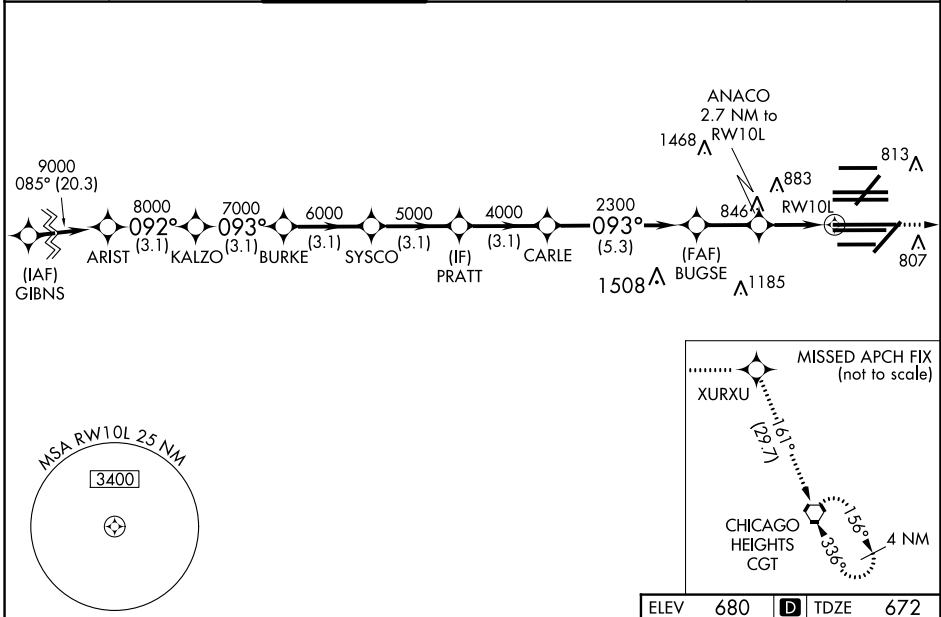 ANACO
2.7 NM to
RW10L
1468
813
883
9000
085° (20.3)
8000
092°
(3.1)
7000
093°
(3.1)
6000
(3.1)
5000
(3.1)
4000
(3.1)
2300
093°
(5.3)
846
RW10L
(IAF)
GIBNS
ARIST
KALZO
BURKE
SYSCO
(IF)
PRATT
CARLE
(FAF)
BUGSE
807
1508
1185
MISSED APCH FIX
(not to scale)
XURXU
161°
(29.7)
CHICAGO
HEIGHTS
CGT
156°
336°
4 NM
MSA RW10L 25 NM
3400
ELEV 680 D TDZE 672